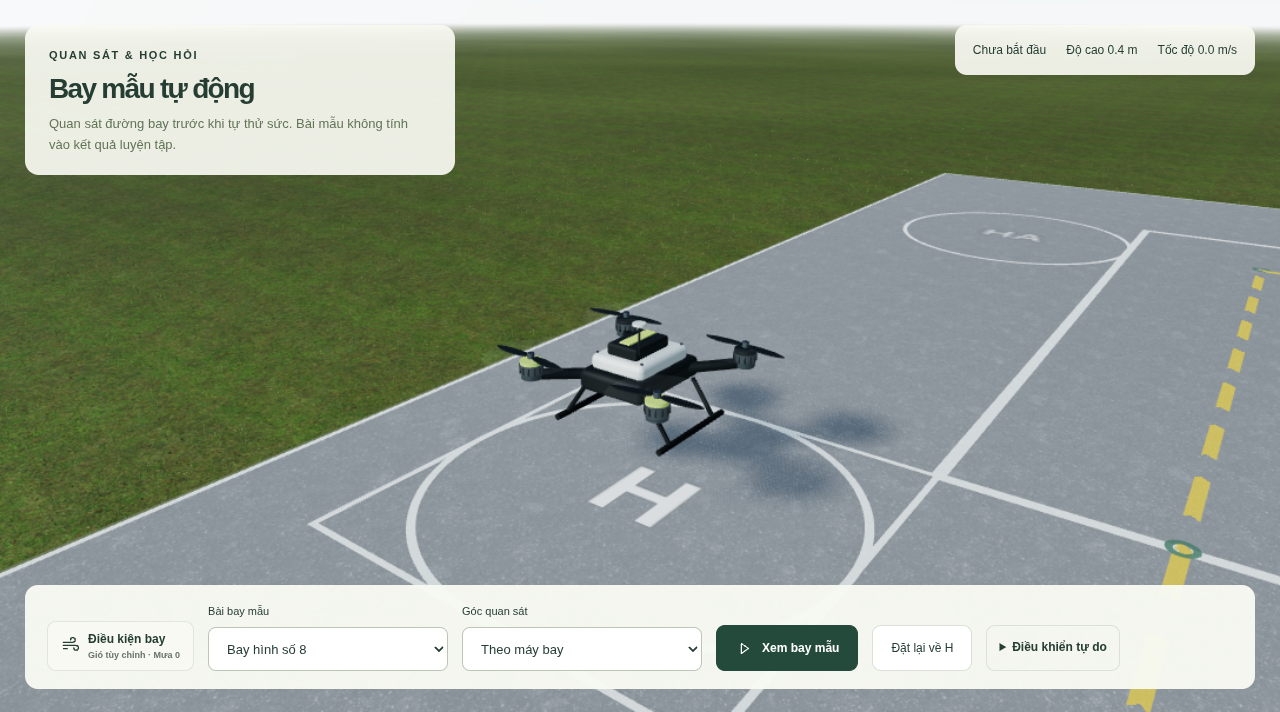 QUAN SÁT & HỌC HỎI
Bay mẫu tự động
Quan sát đường bay trước khi tự thử sức. Bài mẫu không tính
vào kết quả luyện tập.
Chưa bắt đầu Độ cao 0.4 m Tốc độ 0.0 m/s
HA
H
Điều kiện bay
Gió tùy chỉnh · Mưa 0
Bài bay mẫu
Bay hình số 8
Góc quan sát
Theo máy bay
Xem bay mẫu
Đặt lại về H
Điều khiển tự do